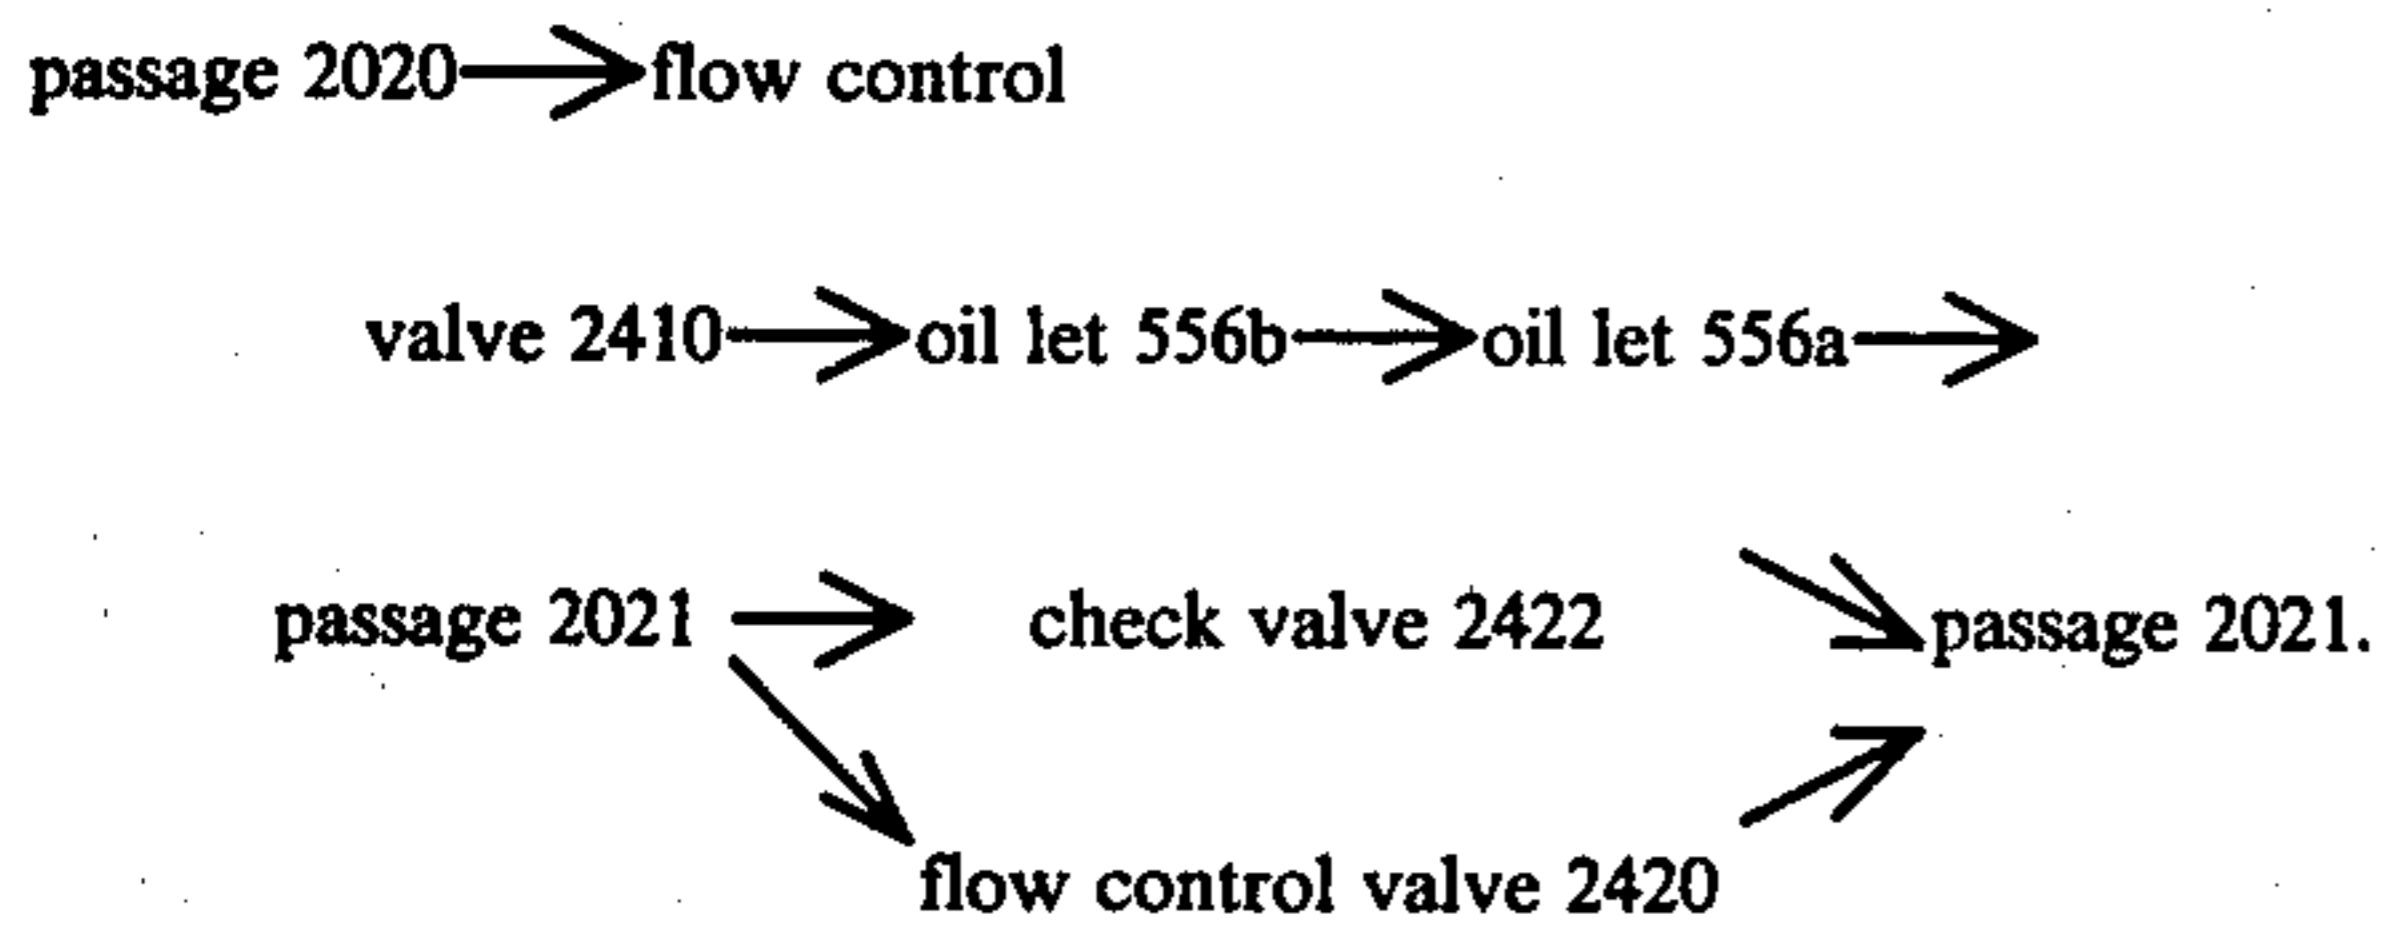 passage 2020→flow control
valve 2410→oil let 556b→oil let 556a→
passage 2021 → check valve 2422 passage 2021.
flow control valve 2420